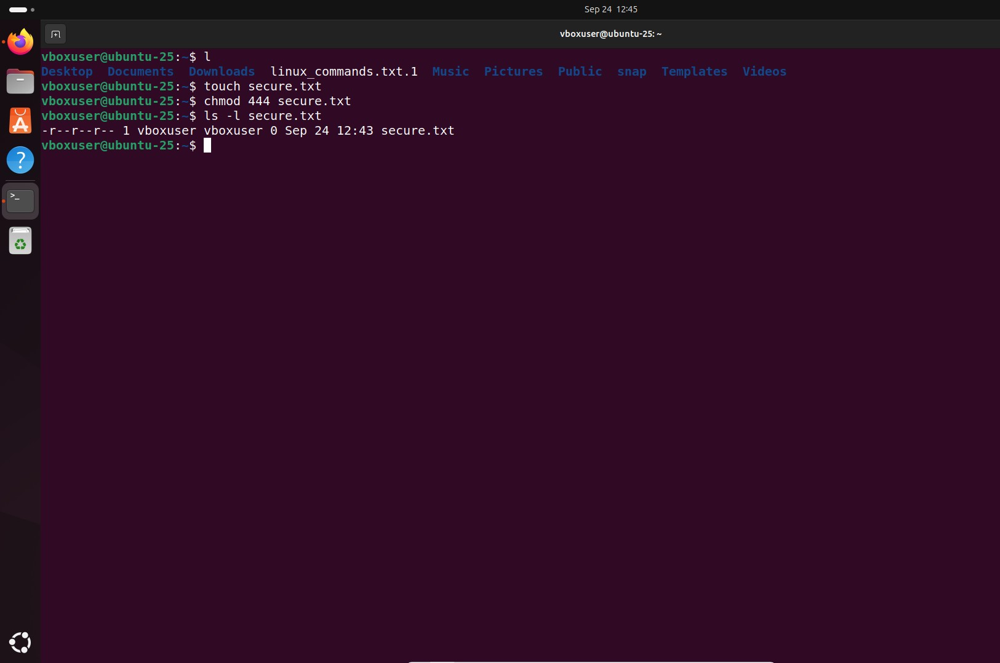 Sep 24 12:45
vboxuser@ubuntu-25: ~
vboxuser@ubuntu-25:~$ l
Desktop  Documents  Downloads  linux_commands.txt.1  Music  Pictures  Public  snap  Templates  Videos
vboxuser@ubuntu-25:~$ touch secure.txt
vboxuser@ubuntu-25:~$ chmod 444 secure.txt
vboxuser@ubuntu-25:~$ ls -l secure.txt
-r--r--r-- 1 vboxuser vboxuser 0 Sep 24 12:43 secure.txt
vboxuser@ubuntu-25:~$